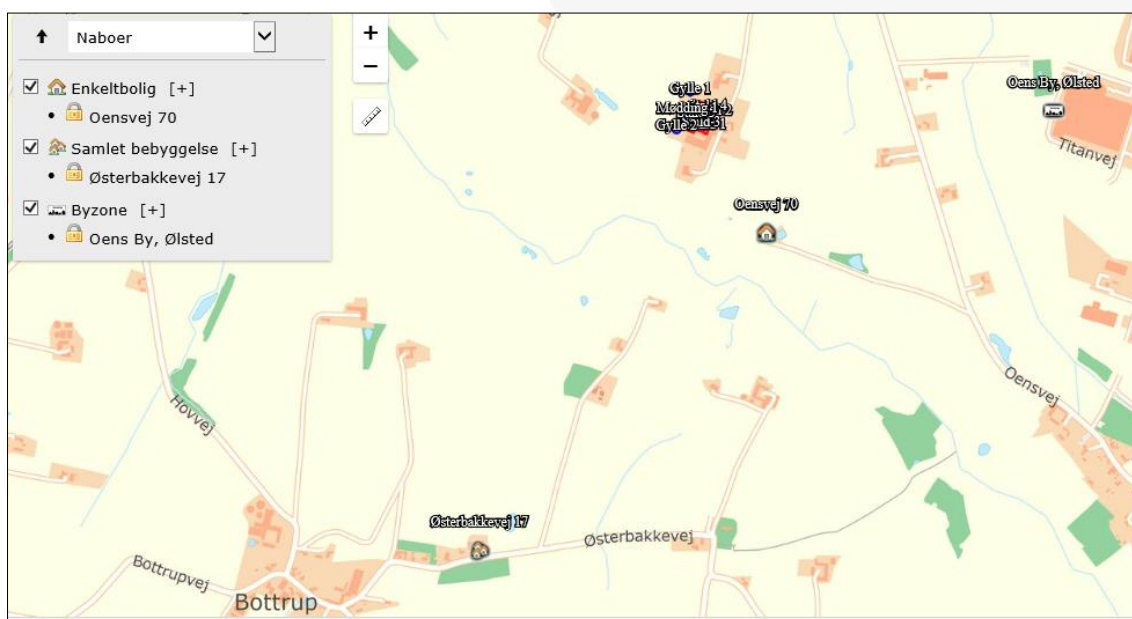 Naboer
Enkeltbolig [+]
Oensvej 70
Samlet bebyggelse [+]
Østerbakkevej 17
Byzone [+]
Oens By, Ølsted
+
−
Gylle 1
Mødding
Gylle 2
Oens By, Ølsted
Titanvej
Oensvej 70
Oensvej
Hovvej
Østerbakkevej 17
Østerbakkevej
Bottrupvej
Bottrup